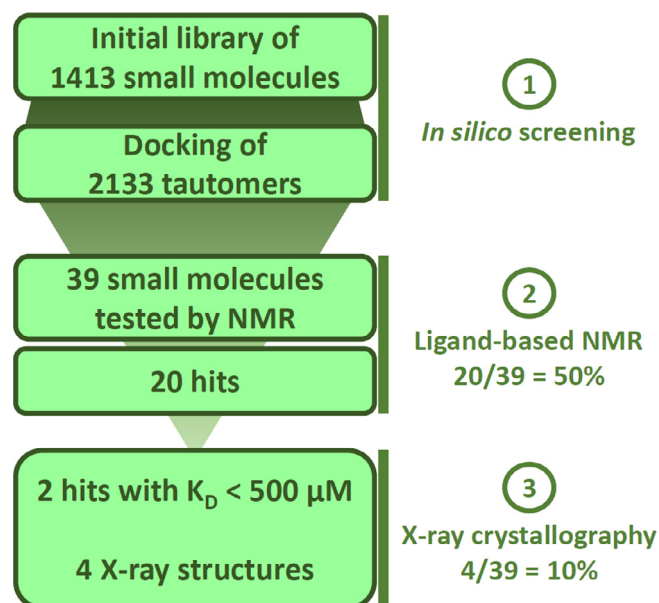 Initial library of
1413 small molecules
Docking of
2133 tautomers
1
In silico screening
39 small molecules
tested by NMR
20 hits
2
Ligand-based NMR
20/39 = 50%
2 hits with KD < 500 μM
4 X-ray structures
3
X-ray crystallography
4/39 = 10%